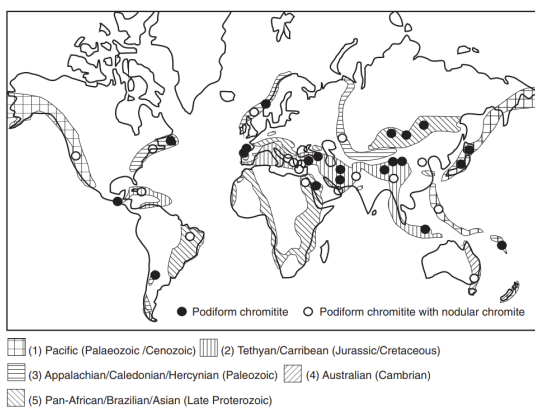 Podiform chromitite Podiform chromitite with nodular chromite
(1) Pacific (Palaeozoic /Cenozoic) (2) Tethyan/Carribean (Jurassic/Cretaceous)
(3) Appalachian/Caledonian/Hercynian (Paleozoic) (4) Australian (Cambrian)
(5) Pan-African/Brazilian/Asian (Late Proterozoic)